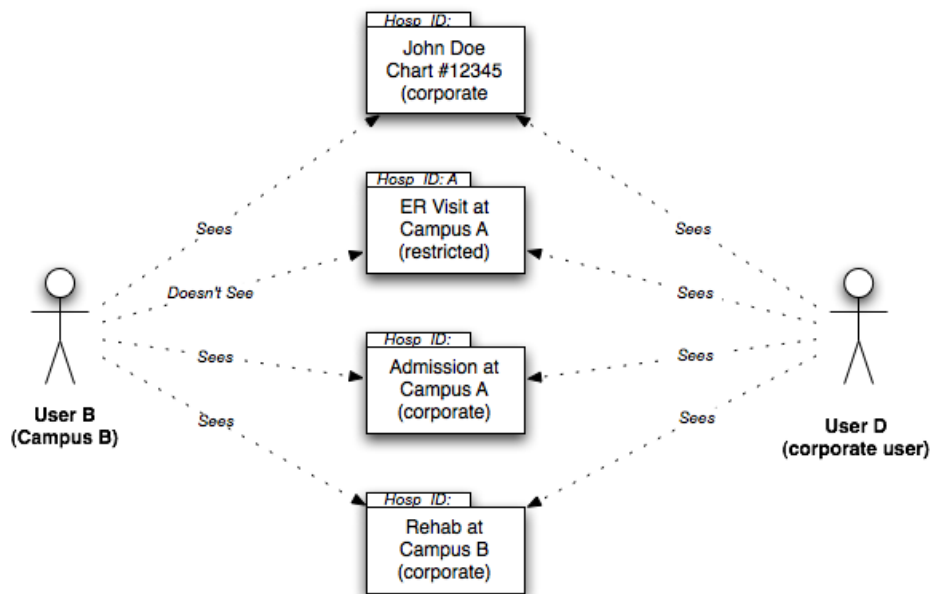 Hosp_ID:
John Doe
Chart #12345
(corporate
Hosp_ID: A
ER Visit at
Campus A
(restricted)
Sees
Sees
Doesn't See
Sees
Hosp_ID:
Admission at
Campus A
(corporate)
Sees
Sees
User B
(Campus B)
Sees
Sees
User D
(corporate user)
Hosp_ID:
Rehab at
Campus B
(corporate)